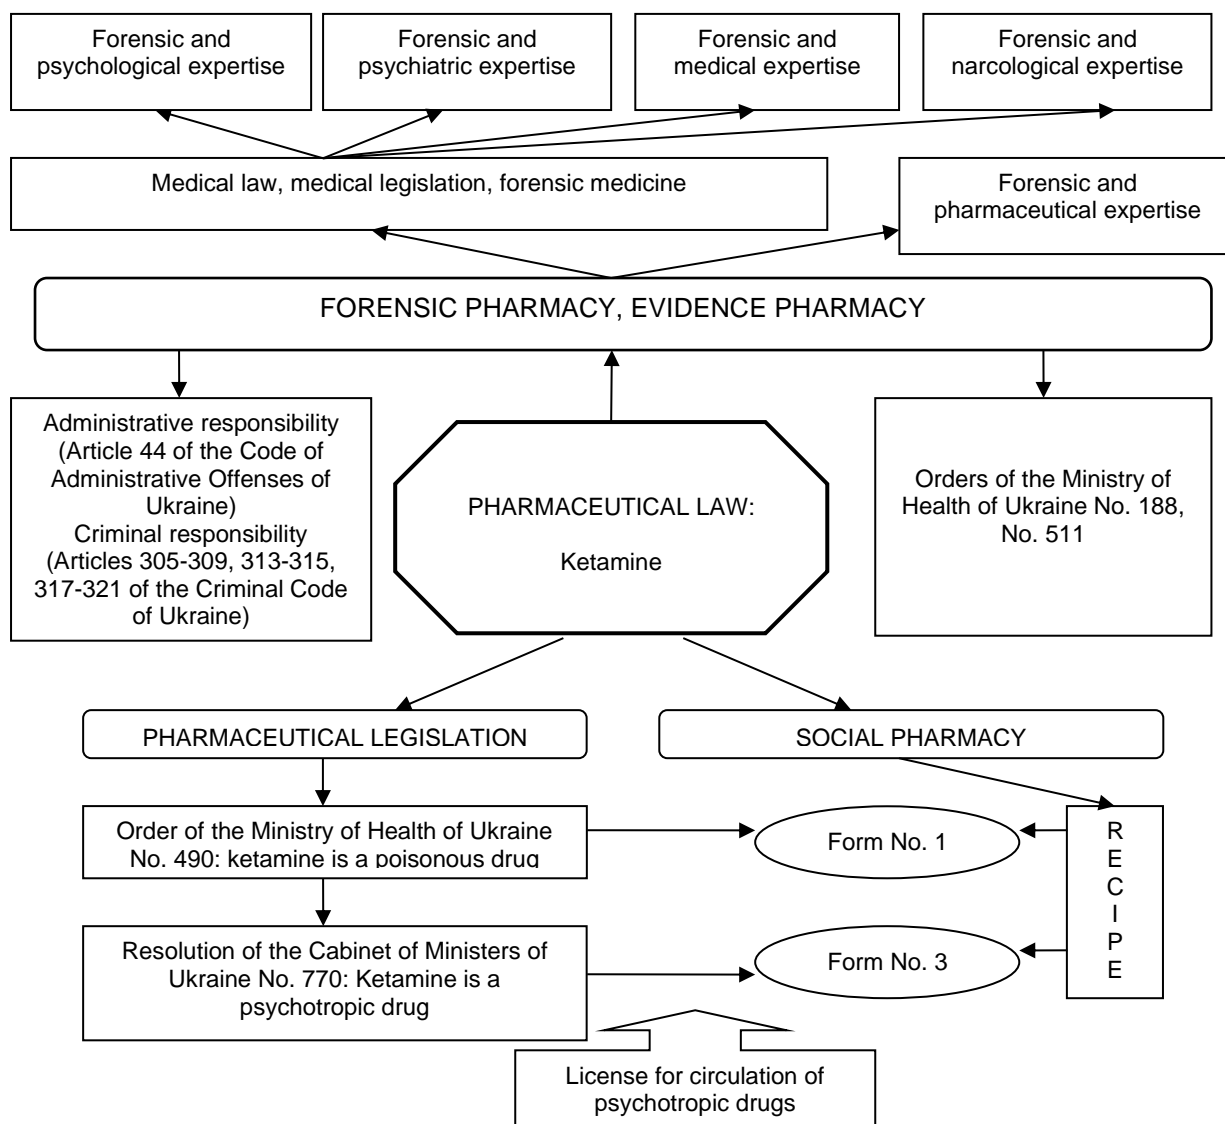 Forensic and
psychological expertise
Forensic and
psychiatric expertise
Forensic and
medical expertise
Forensic and
narcological expertise
Medical law, medical legislation, forensic medicine
Forensic and
pharmaceutical expertise
FORENSIC PHARMACY, EVIDENCE PHARMACY
Administrative responsibility
(Article 44 of the Code of
Administrative Offenses of
Ukraine)
Criminal responsibility
(Articles 305-309, 313-315,
317-321 of the Criminal Code
of Ukraine)
PHARMACEUTICAL LAW:
Ketamine
Orders of the Ministry of
Health of Ukraine No. 188,
No. 511
PHARMACEUTICAL LEGISLATION
SOCIAL PHARMACY
Order of the Ministry of Health of Ukraine
No. 490: ketamine is a poisonous drug
Form No. 1
R
E
C
I
P
E
Resolution of the Cabinet of Ministers of
Ukraine No. 770: Ketamine is a
psychotropic drug
Form No. 3
License for circulation of
psychotropic drugs